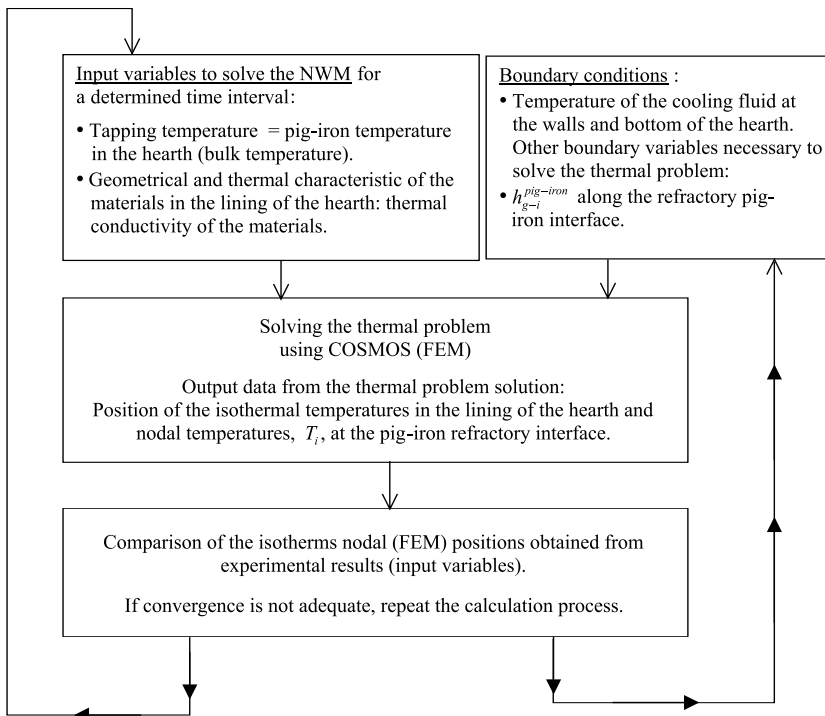 Input variables to solve the NWM for
a determined time interval:
• Tapping temperature = pig-iron temperature
in the hearth (bulk temperature).
• Geometrical and thermal characteristic of the
materials in the lining of the hearth: thermal
conductivity of the materials.
Boundary conditions :
• Temperature of the cooling fluid at
the walls and bottom of the hearth.
Other boundary variables necessary to
solve the thermal problem:
• h_{g-i}^{pig-iron} along the refractory pig-
iron interface.
Solving the thermal problem
using COSMOS (FEM)
Output data from the thermal problem solution:
Position of the isothermal temperatures in the lining of the hearth and
nodal temperatures, T_i, at the pig-iron refractory interface.
Comparison of the isotherms nodal (FEM) positions obtained from
experimental results (input variables).
If convergence is not adequate, repeat the calculation process.